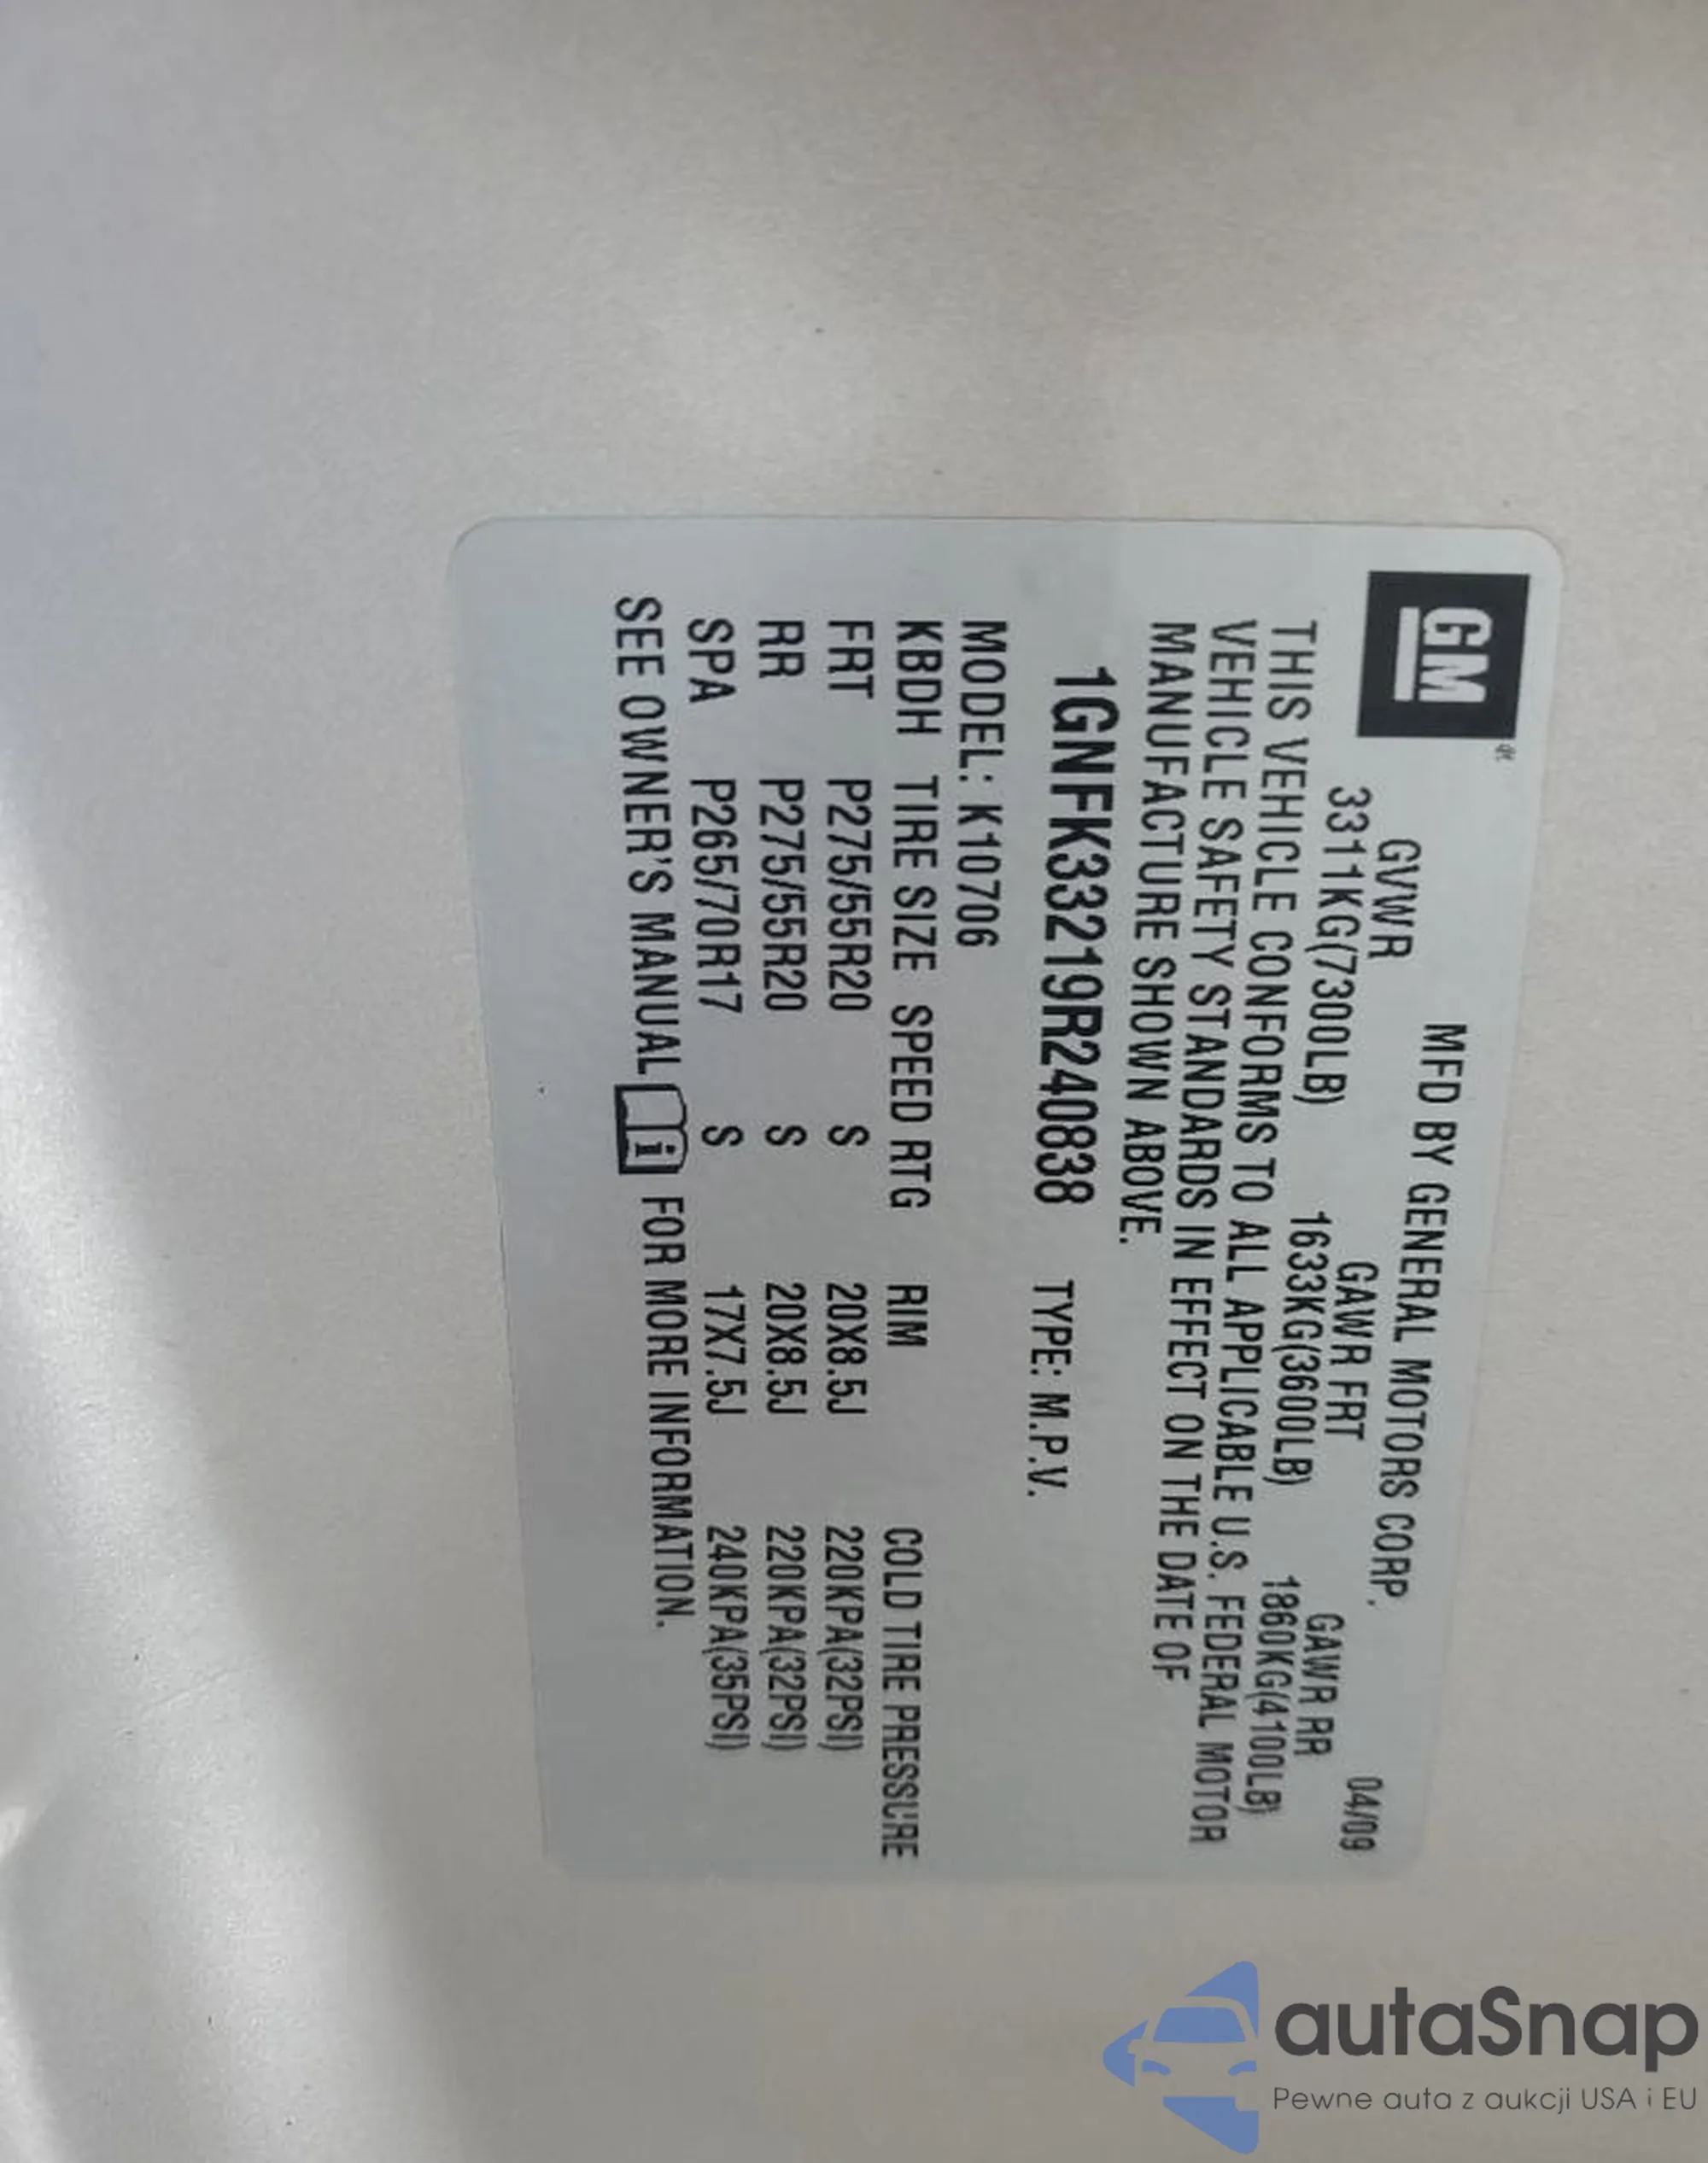 GM
MFD BY GENERAL MOTORS CORP. 04/09
GVWR GAWR FRT GAWR RR
3311KG(7300LB) 1633KG(3600LB) 1860KG(4100LB)
THIS VEHICLE CONFORMS TO ALL APPLICABLE U.S. FEDERAL MOTOR
VEHICLE SAFETY STANDARDS IN EFFECT ON THE DATE OF
MANUFACTURE SHOWN ABOVE.
1GNFK33219R240838 TYPE: M.P.V.
MODEL: K10706
KBDH TIRE SIZE SPEED RTG RIM COLD TIRE PRESSURE
FRT P275/55R20 S 20X8.5J 220KPA(32PSI)
RR P275/55R20 S 20X8.5J 220KPA(32PSI)
SPA P265/70R17 S 17X7.5J 240KPA(35PSI)
SEE OWNER'S MANUAL i FOR MORE INFORMATION.
autaSnap
Pewne auta z aukcji USA i EU